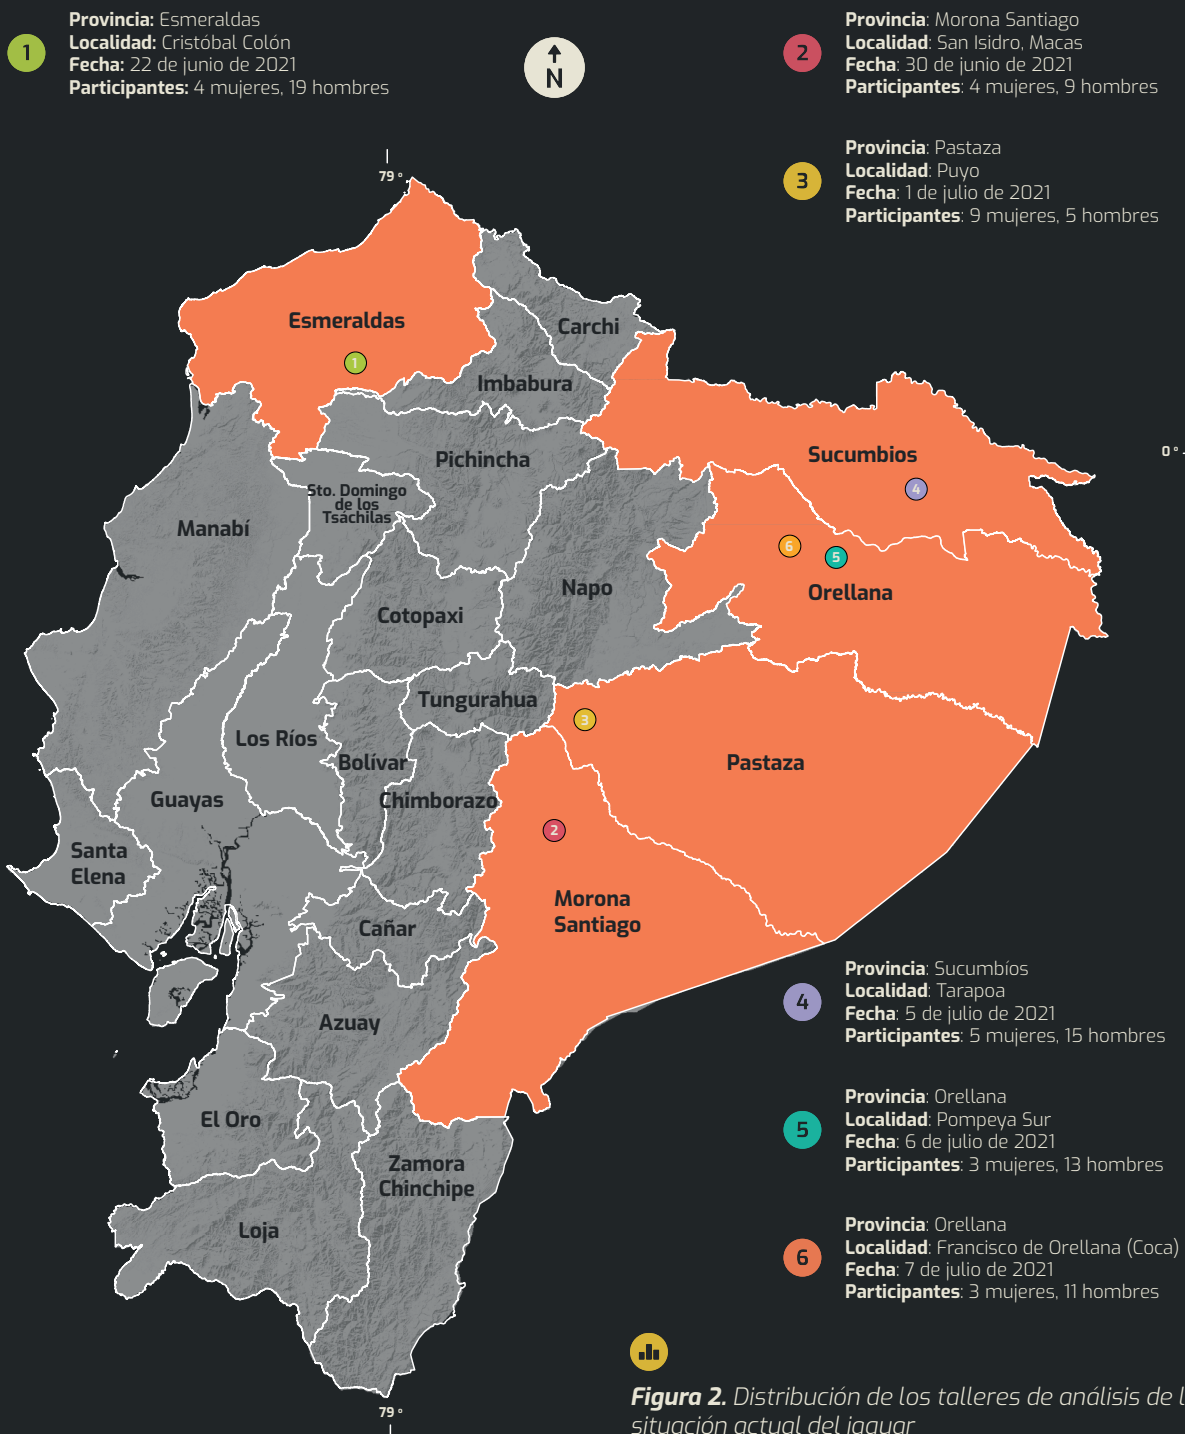 1
Provincia: Esmeraldas
Localidad: Cristóbal Colón
Fecha: 22 de junio de 2021
Participantes: 4 mujeres, 19 hombres
N
2
Provincia: Morona Santiago
Localidad: San Isidro, Macas
Fecha: 30 de junio de 2021
Participantes: 4 mujeres, 9 hombres
3
Provincia: Pastaza
Localidad: Puyo
Fecha: 1 de julio de 2021
Participantes: 9 mujeres, 5 hombres
79 °
Esmeraldas
1
Carchi
Imbabura
0 °
Sucumbios
4
Pichincha
Sto. Domingo
de los
Tsáchilas
Manabí
6
5
Napo
Orellana
Cotopaxi
Tungurahua
3
Los Ríos
Bolívar
Pastaza
Guayas
Chimborazo
2
Santa
Elena
Morona
Santiago
Cañar
Azuay
El Oro
Zamora
Chinchipe
Loja
79 °
4
Provincia: Sucumbíos
Localidad: Tarapoa
Fecha: 5 de julio de 2021
Participantes: 5 mujeres, 15 hombres
5
Provincia: Orellana
Localidad: Pompeya Sur
Fecha: 6 de julio de 2021
Participantes: 3 mujeres, 13 hombres
6
Provincia: Orellana
Localidad: Francisco de Orellana (Coca)
Fecha: 7 de julio de 2021
Participantes: 3 mujeres, 11 hombres
Figura 2. Distribución de los talleres de análisis de l
situación actual del jaguar